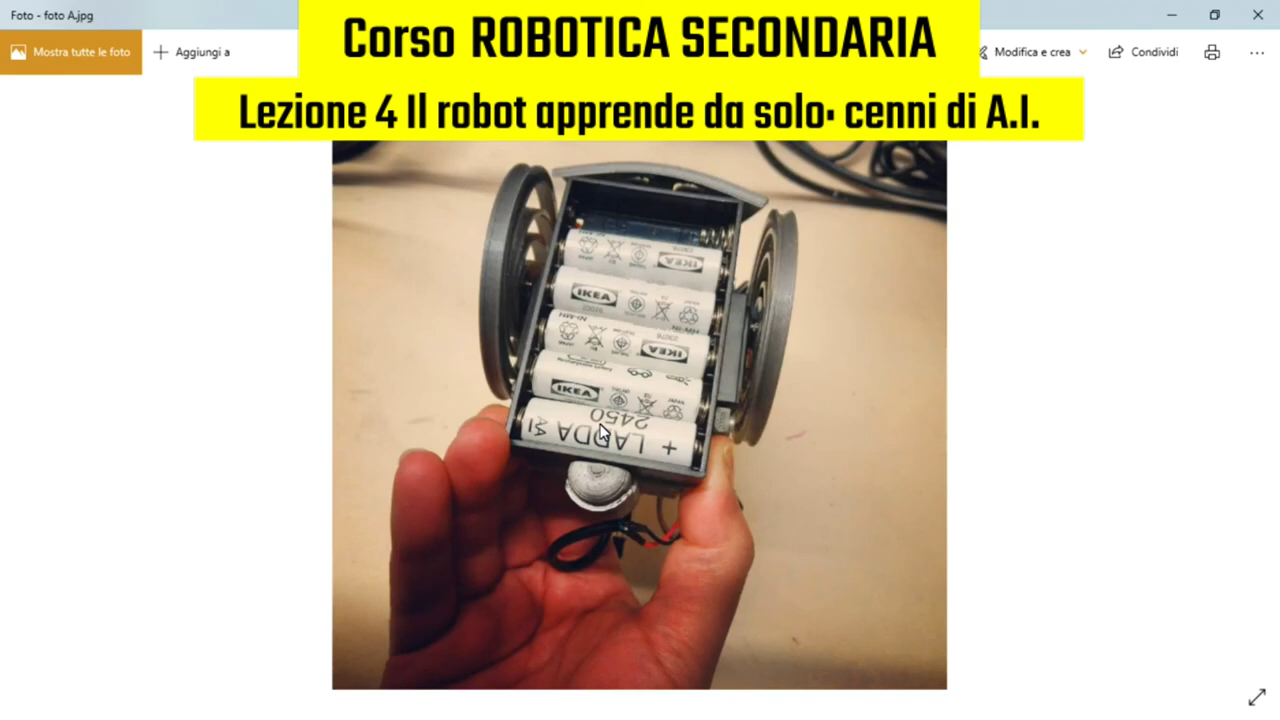 Foto - foto A.jpg
Corso ROBOTICA SECONDARIA
Mostra tutte le foto
Aggiungi a
Modifica e crea
Condividi
Lezione 4 Il robot apprende da solo: cenni di A.I.
IKEA
IKEA
IKEA
IKEA
LADDA
2450
+